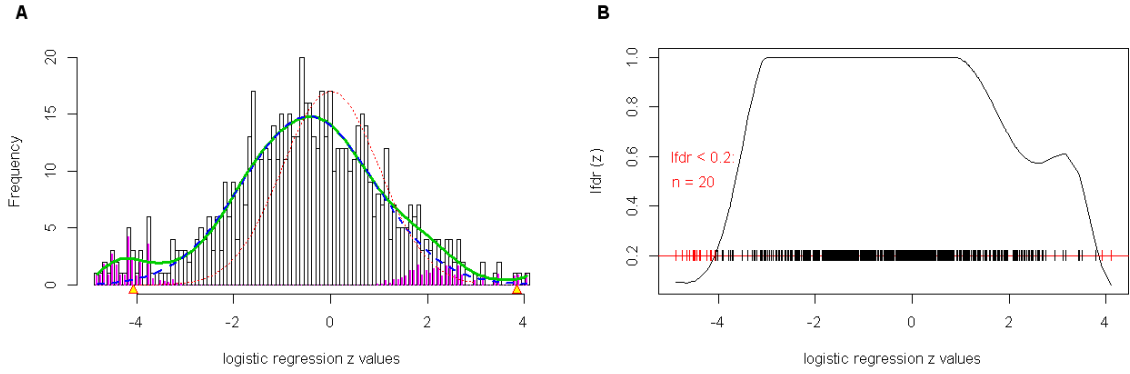 A
Frequency
20
15
10
5
0
-4
-2
0
2
4
logistic regression z values
B
lfdr (z)
1.0
0.8
0.6
0.4
0.2
lfdr < 0.2:
n = 20
-4
-2
0
2
4
logistic regression z values